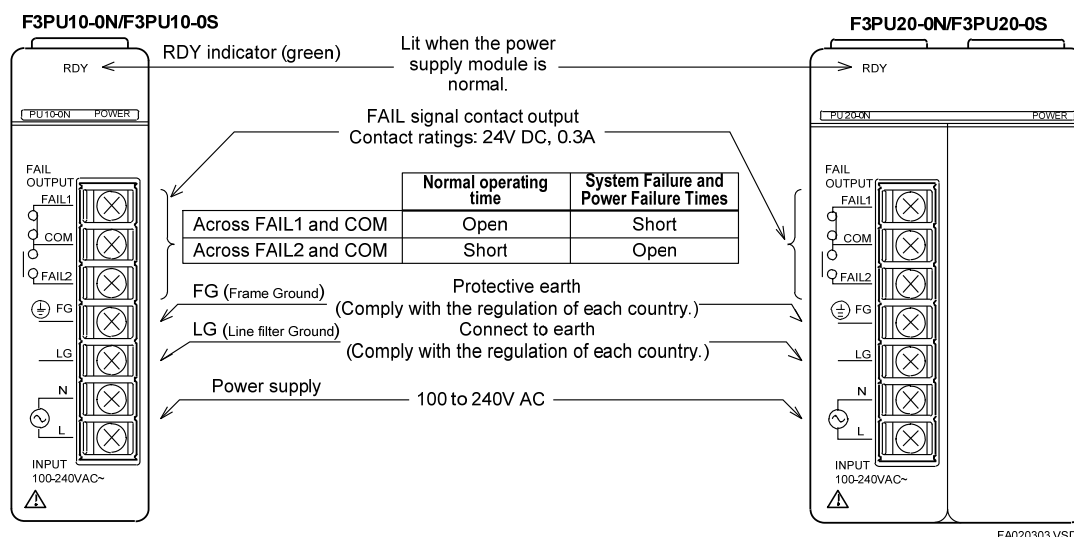 F3PU10-0N/F3PU10-0S
F3PU20-0N/F3PU20-0S
RDY
RDY indicator (green)
Lit when the power
supply module is
normal.
RDY
PU10-0N POWER
PU20-0N POWER
FAIL signal contact output
Contact ratings: 24V DC, 0.3A
FAIL
OUTPUT
FAIL1
COM
FAIL2
FG
LG
N
L
INPUT
100-240VAC~
Normal operating
time
System Failure and
Power Failure Times
Across FAIL1 and COM Open Short
Across FAIL2 and COM Short Open
FG (Frame Ground)
Protective earth
(Comply with the regulation of each country.)
LG (Line filter Ground)
Connect to earth
(Comply with the regulation of each country.)
Power supply
100 to 240V AC
FAIL
OUTPUT
FAIL1
COM
FAIL2
FG
LG
N
L
INPUT
100-240VAC~
FA020303.VSD